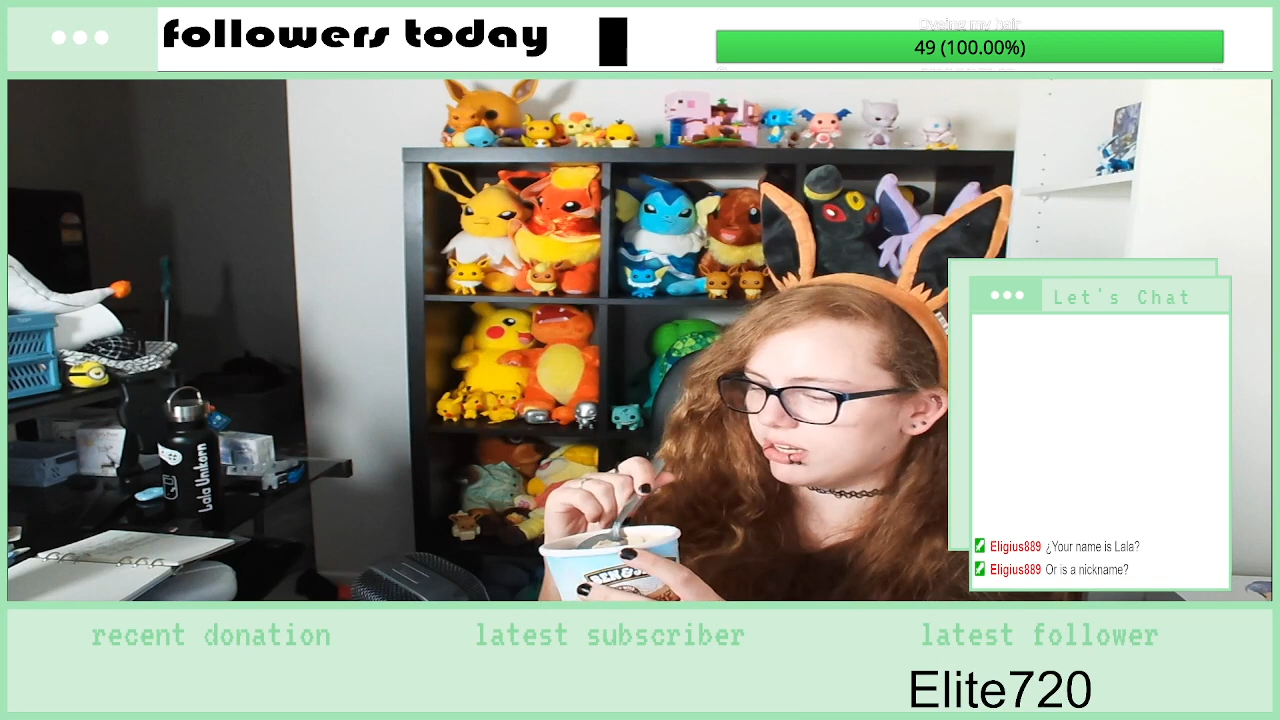 followers today
Dyeing my hair
49 (100.00%)
Let's Chat
Lala Unikorn
BEN &
Eligius889 ¿Your name is Lala?
Eligius889 Or is a nickname?
recent donation
latest subscriber
latest follower
Elite720